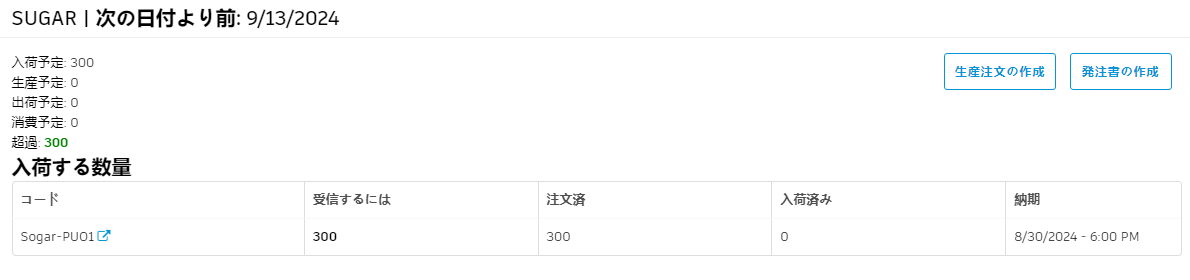 SUGAR | 次の日付より前: 9/13/2024
入荷予定: 300
生産予定: 0
出荷予定: 0
消費予定: 0
超過: 300
生産注文の作成 発注書の作成
入荷する数量
コード 受信するには 注文済 入荷済み 納期
Sogar-PU01 300 300 0 8/30/2024 - 6:00 PM